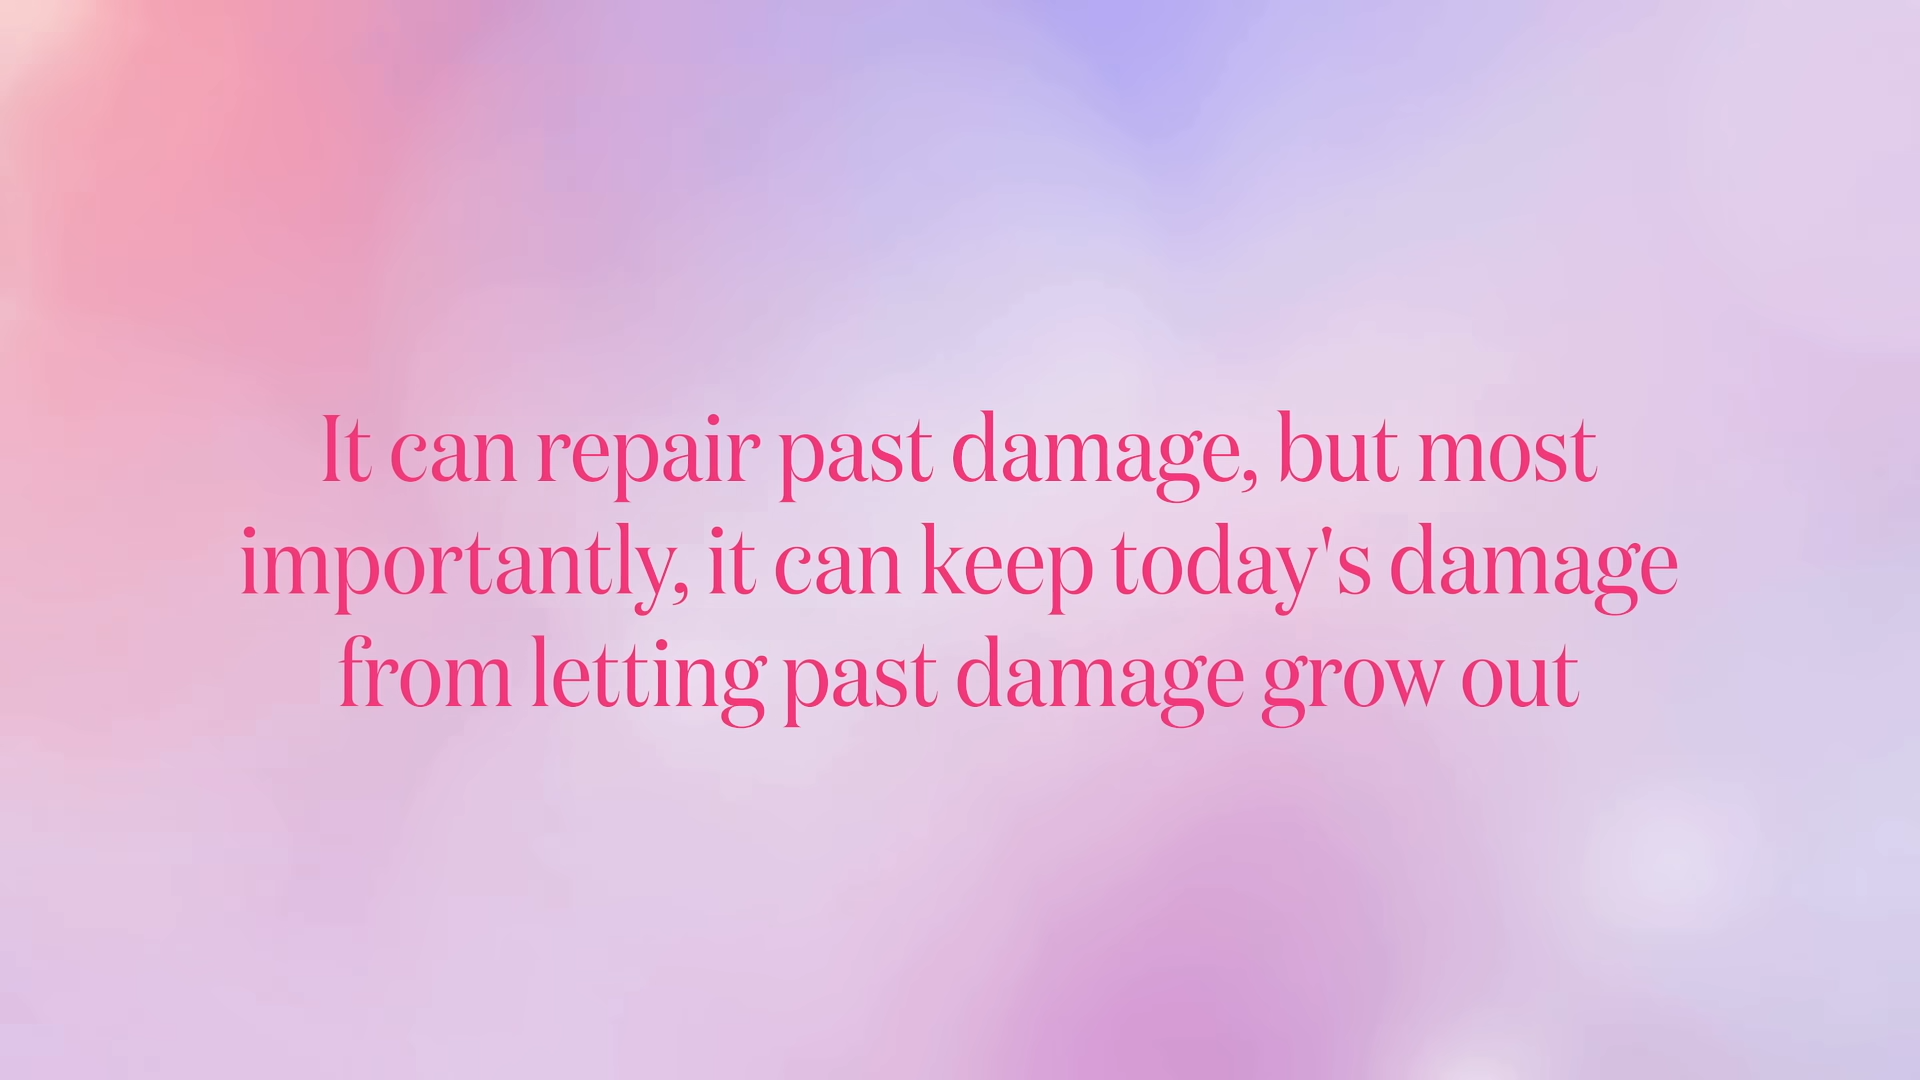 It can repair past damage, but most
importantly, it can keep today's damage
from letting past damage grow out